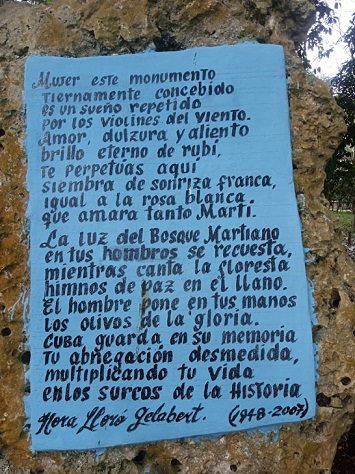 Mujer este monumento
tiernamente concebido
es un sueño repetido
por los violines del viento.
Amor, dulzura y aliento
brillo eterno de rubí,
te perpetúas aquí
siembra de sonriza franca,
igual a la rosa blanca
que amara tanto Martí.
La luz del Bosque Martiano
en tus hombros se recuesta,
mientras canta la floresta
himnos de paz en el llano.
El hombre pone en tus manos
los olivos de la gloria.
Cuba guarda en su memoria
tu abnegación desmedida,
multiplicando tu vida
enlos surcos de la Historia
Nora Lloró Gelabert. (1948-2007)